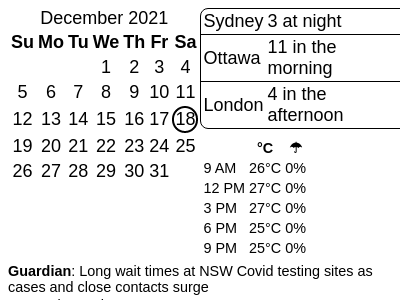 December 2021
Su Mo Tu We Th Fr Sa
1 2 3 4
5 6 7 8 9 10 11
12 13 14 15 16 17 18
19 20 21 22 23 24 25
26 27 28 29 30 31
Sydney 3 at night
Ottawa 11 in the
morning
London 4 in the
afternoon
°C ☂
9 AM 26°C 0%
12 PM 27°C 0%
3 PM 27°C 0%
6 PM 25°C 0%
9 PM 25°C 0%
Guardian: Long wait times at NSW Covid testing sites as
cases and close contacts surge